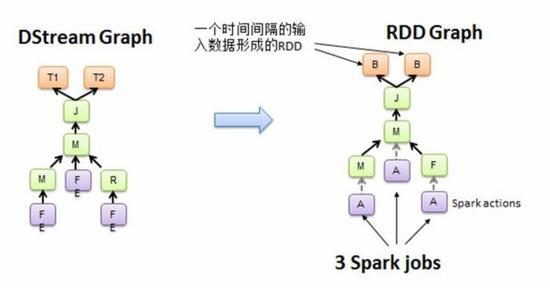 DStream Graph
一个时间间隔的输
入数据形成的RDD
RDD Graph
T1
T2
B
B
J
J
M
M
M
F
E
R
M
A
F
F
E
F
E
A
A
Spark actions
3 Spark jobs